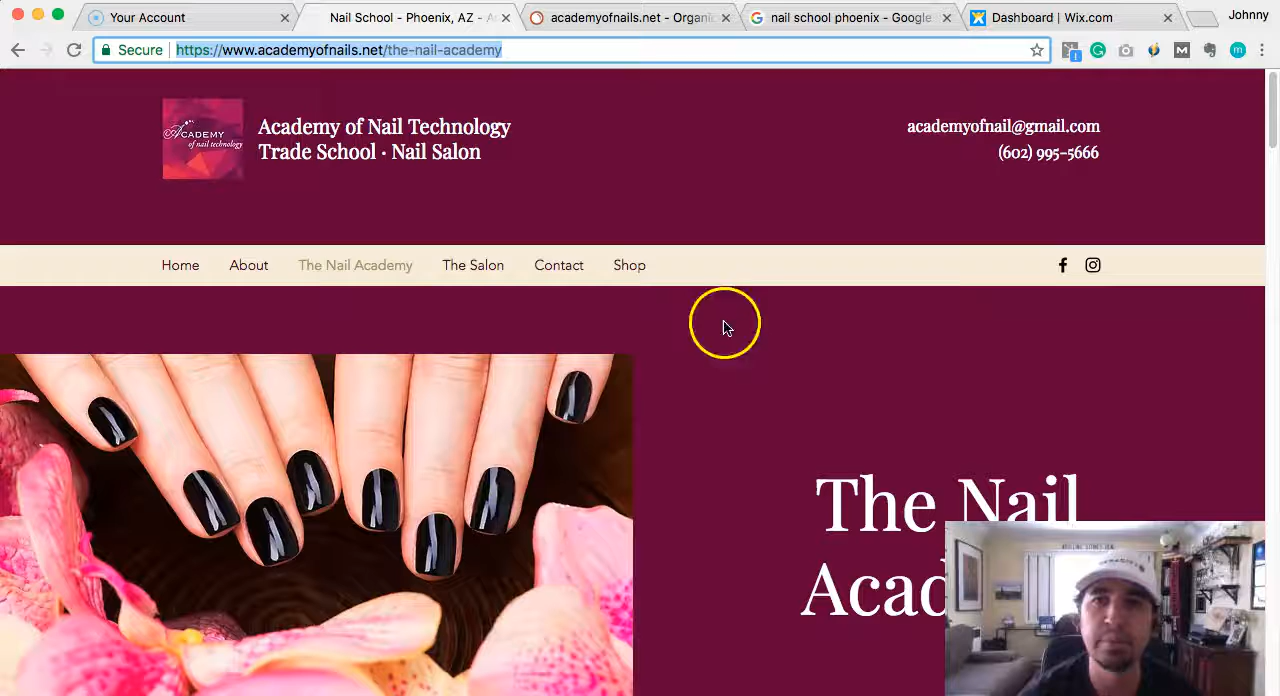 Your Account
Nail School - Phoenix, AZ - A
academyofnails.net - Organi
nail school phoenix - Google
Dashboard | Wix.com
Johnny
Secure
https://www.academyofnails.net/the-nail-academy
ACADEMY
of nail technology
Academy of Nail Technology
Trade School · Nail Salon
academyofnail@gmail.com
(602) 995-5666
Home
About
The Nail Academy
The Salon
Contact
Shop
The Nail
Acad